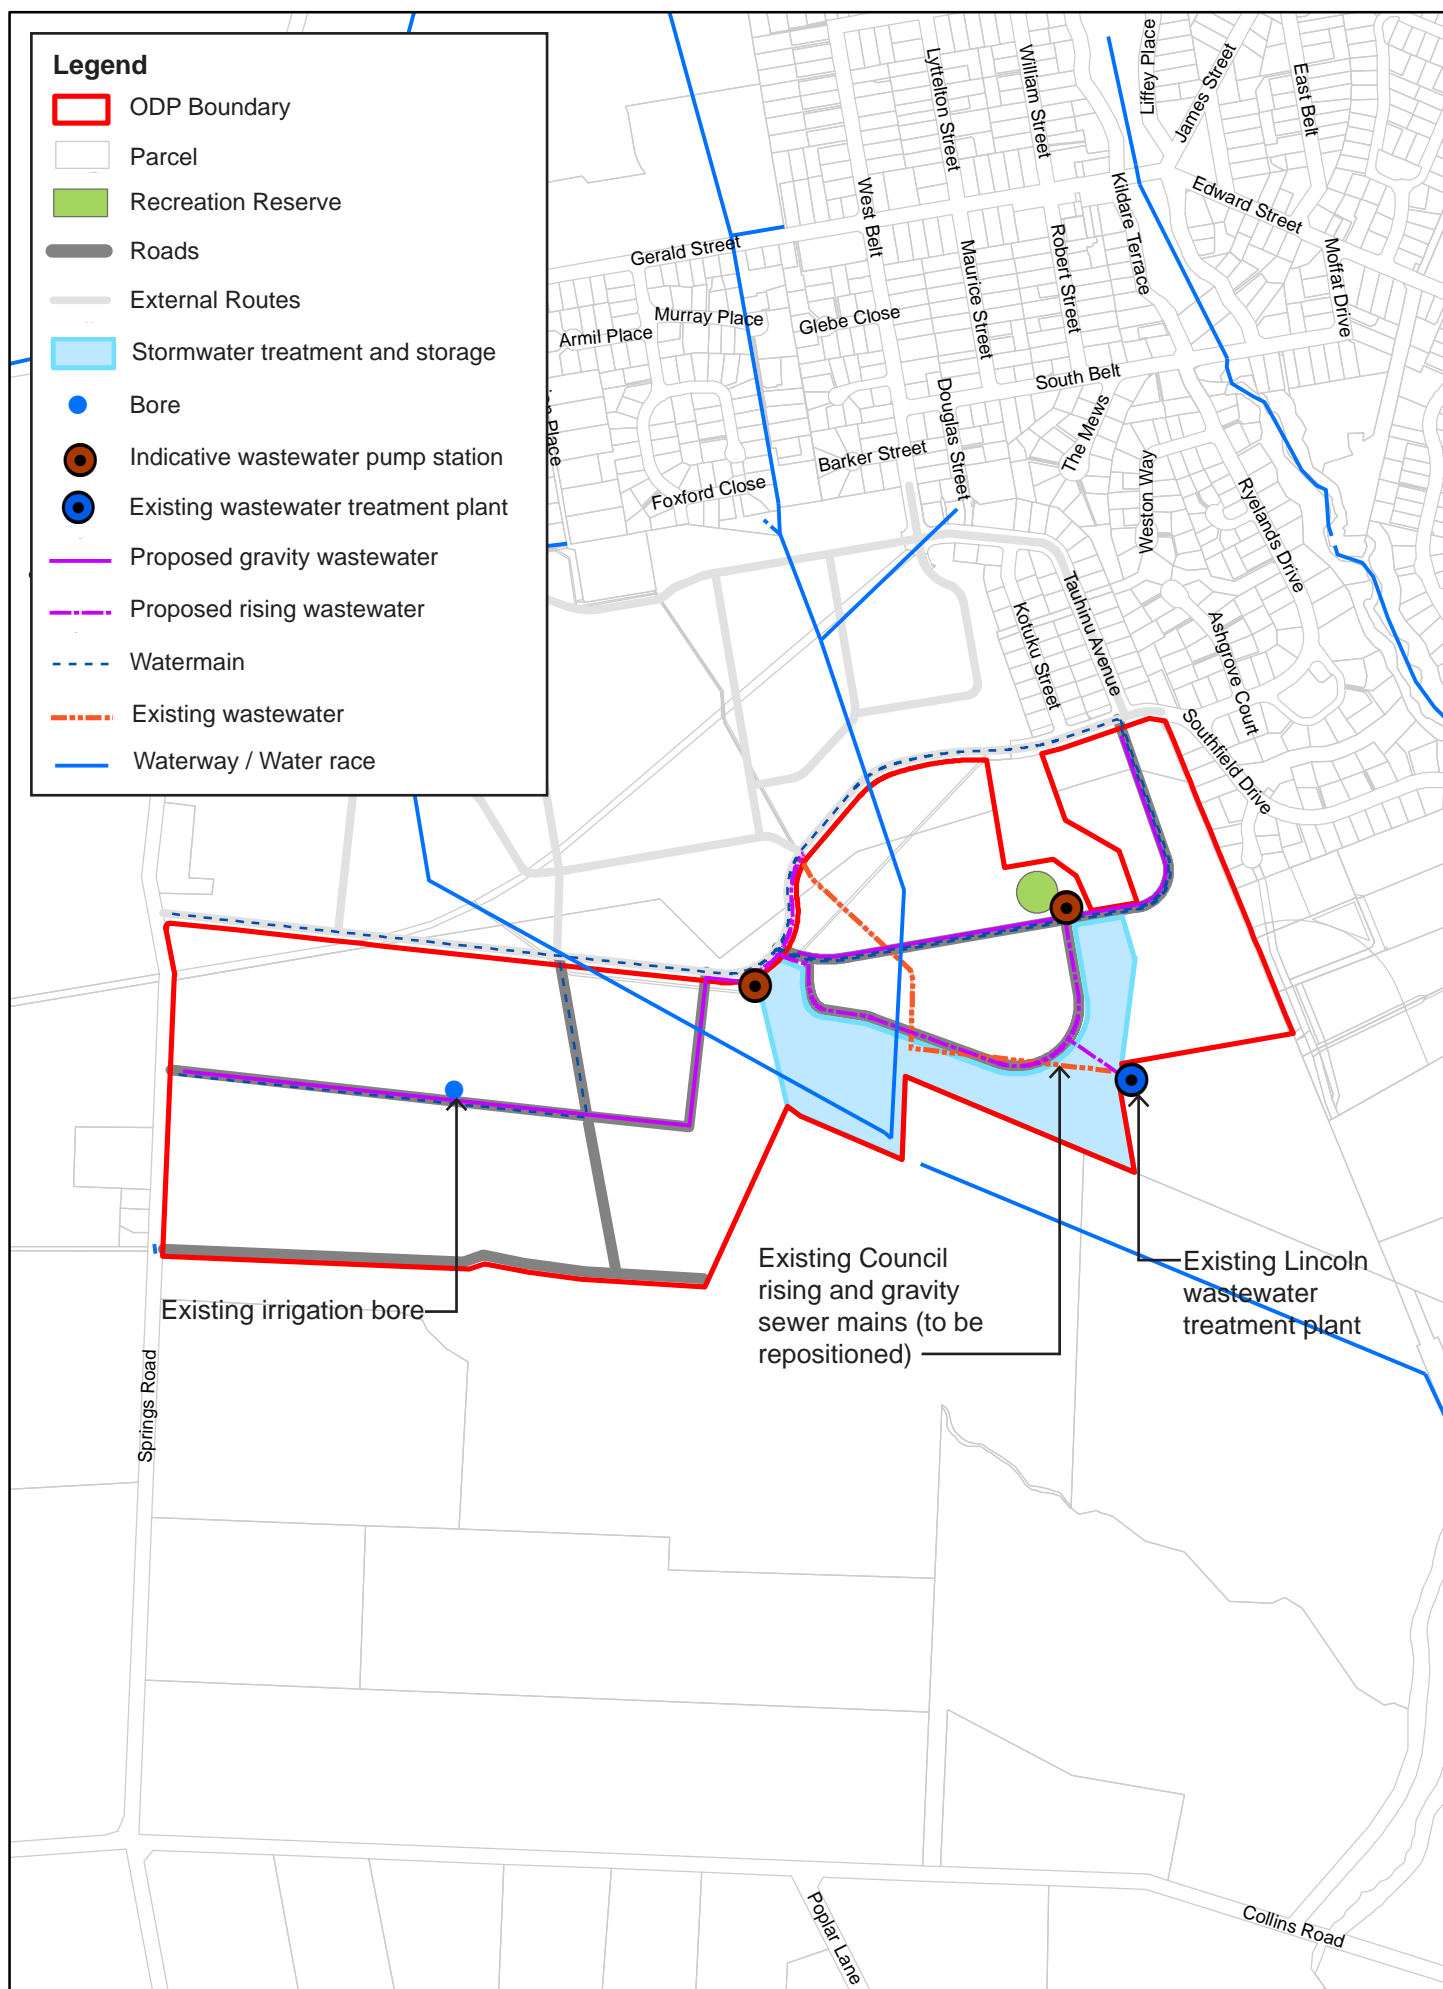 Legend
ODP Boundary
Parcel
Recreation Reserve
Roads
External Routes
Stormwater treatment and storage
Bore
Indicative wastewater pump station
Existing wastewater treatment plant
Proposed gravity wastewater
Proposed rising wastewater
Watermain
Existing wastewater
Waterway / Water race
Liffey Place
James Street
East Belt
Lyttelton Street
William Street
West Belt
Kildare Terrace
Edward Street
Gerald Street
Maurice Street
Robert Street
Moffat Drive
Murray Place
Armil Place
Glebe Close
South Belt
Douglas Street
The Mews
Place
Barker Street
Foxford Close
Weston Way
Ryelands Drive
Tauhinu Avenue
Kotuku Street
Ashgrove Court
Southfield Drive
Existing irrigation bore
Existing Council
rising and gravity
sewer mains (to be
repositioned)
Existing Lincoln
wastewater
treatment plant
Springs Road
Poplar Lane
Collins Road